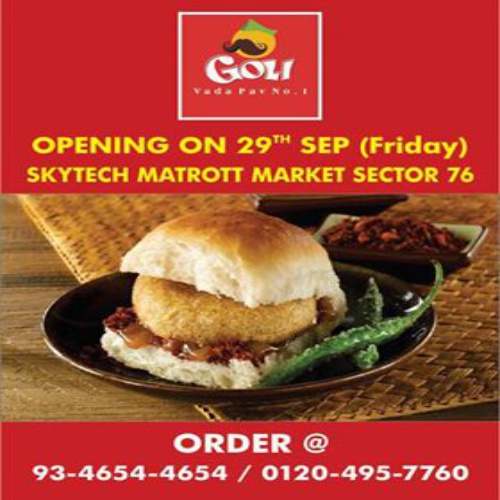 GOLI
Vada Pav No. 1
OPENING ON 29TH SEP (Friday)
SKYTECH MATROTT MARKET SECTOR 76
ORDER @
93-4654-4654 / 0120-495-7760